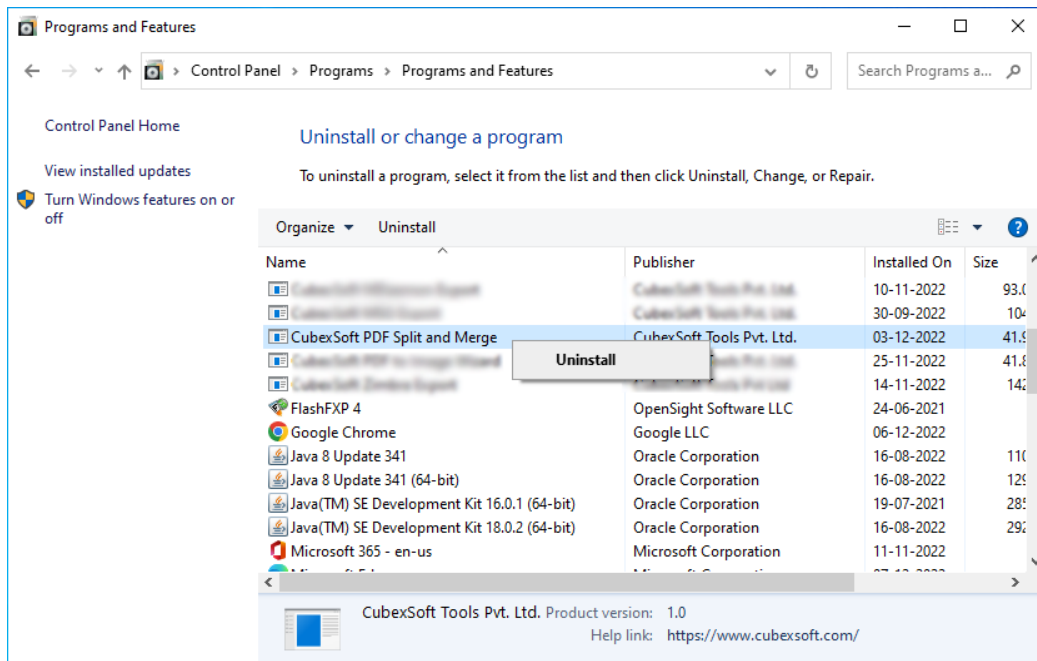 Programs and Features
Control Panel > Programs > Programs and Features
Search Programs a...
Control Panel Home
View installed updates
Turn Windows features on or
off
Uninstall or change a program
To uninstall a program, select it from the list and then click Uninstall, Change, or Repair.
Organize Uninstall
Name Publisher Installed On Size
10-11-2022 93.
30-09-2022 104
CubexSoft PDF Split and Merge CubexSoft Tools Pvt. Ltd. 03-12-2022 41.9
Uninstall
25-11-2022 41.8
14-11-2022 142
FlashFXP 4 OpenSight Software LLC 24-06-2021
Google Chrome Google LLC 06-12-2022
Java 8 Update 341 Oracle Corporation 16-08-2022 110
Java 8 Update 341 (64-bit) Oracle Corporation 16-08-2022 129
Java(TM) SE Development Kit 16.0.1 (64-bit) Oracle Corporation 19-07-2021 285
Java(TM) SE Development Kit 18.0.2 (64-bit) Oracle Corporation 16-08-2022 292
Microsoft 365 - en-us Microsoft Corporation 11-11-2022
CubexSoft Tools Pvt. Ltd. Product version: 1.0
Help link: https://www.cubexsoft.com/